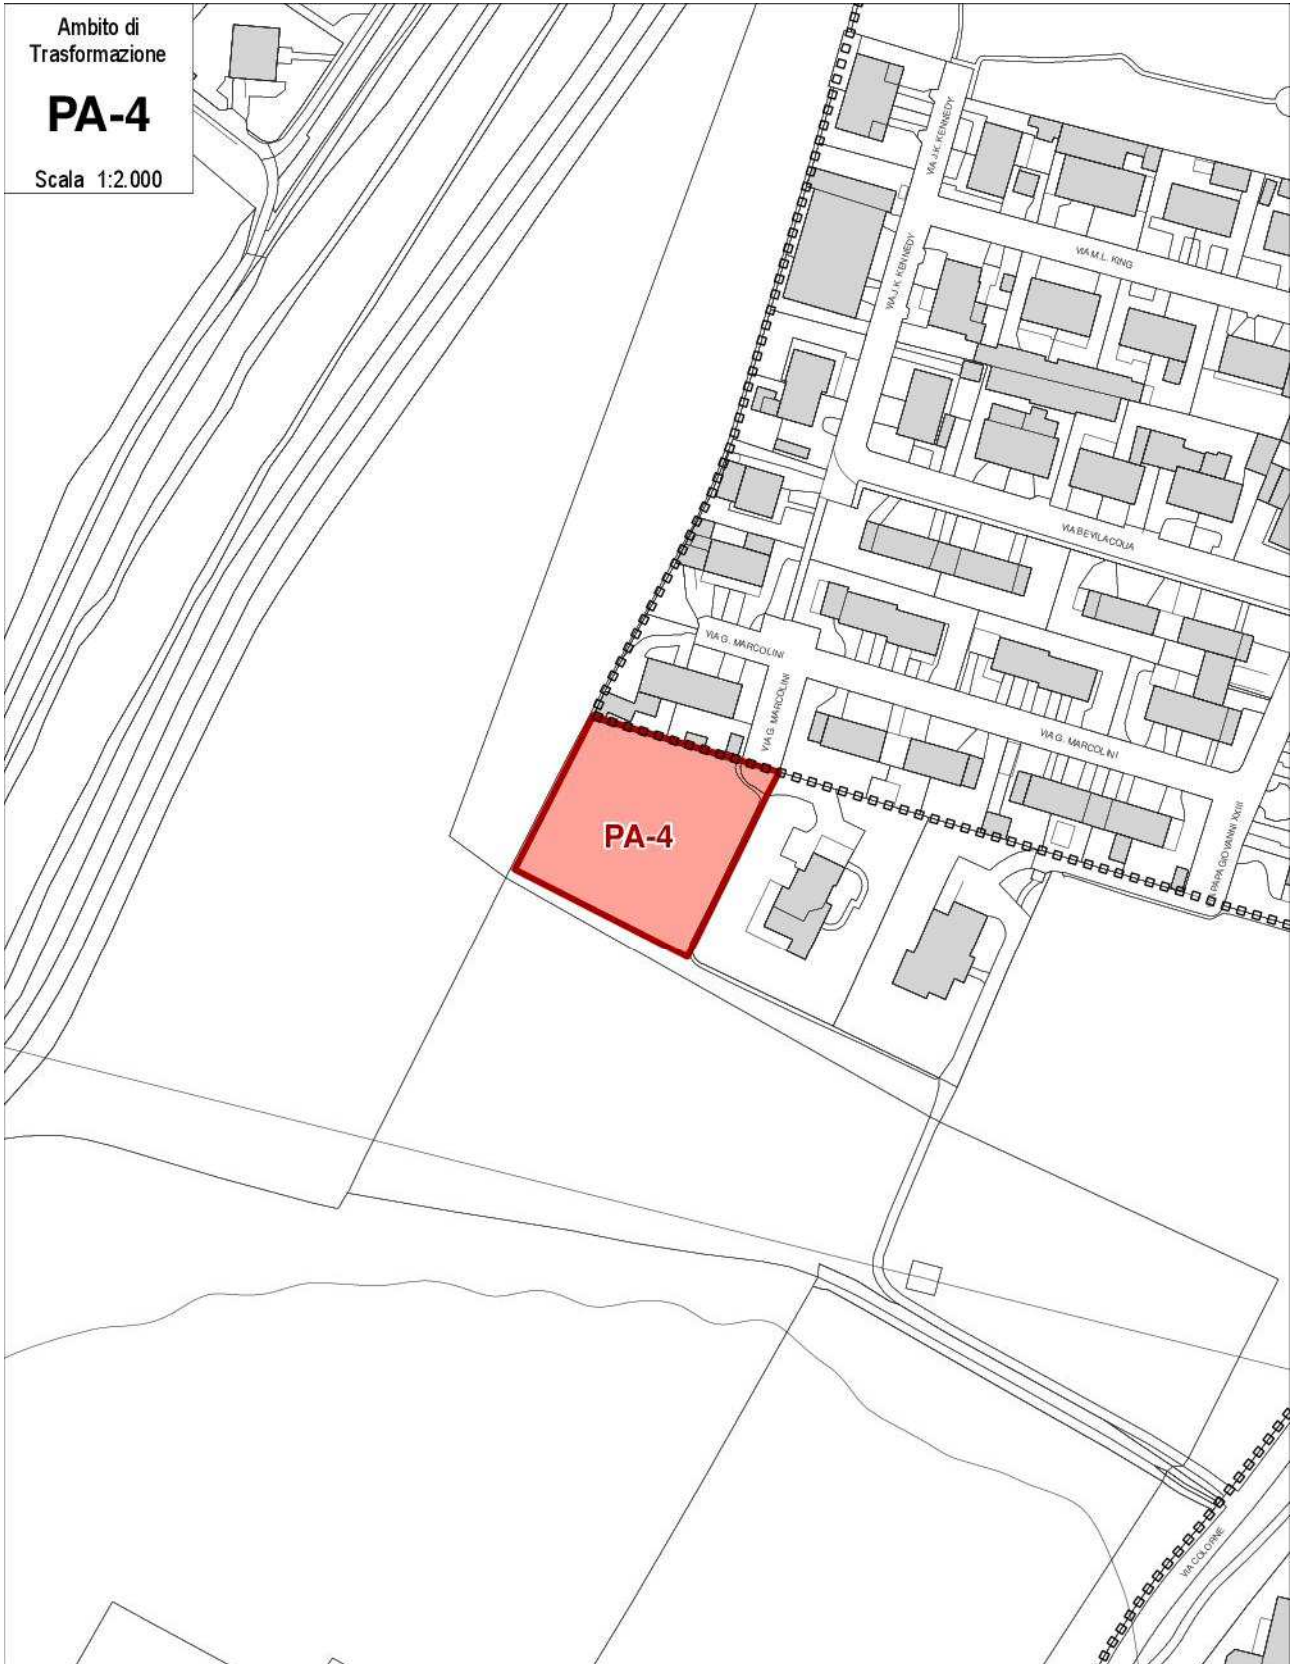 Ambito di
Trasformazione
PA-4
Scala 1:2.000
VIA J.K. KENNEDY
VIA M.L. KING
VIA J.K. KENNEDY
VIA BEVILACQUA
VIA G. MARCOLINI
VIA G. MARCOLINI
VIA G. MARCOLINI
PA-4
PAPA GIOVANNI XXIII
VIA COLORNE